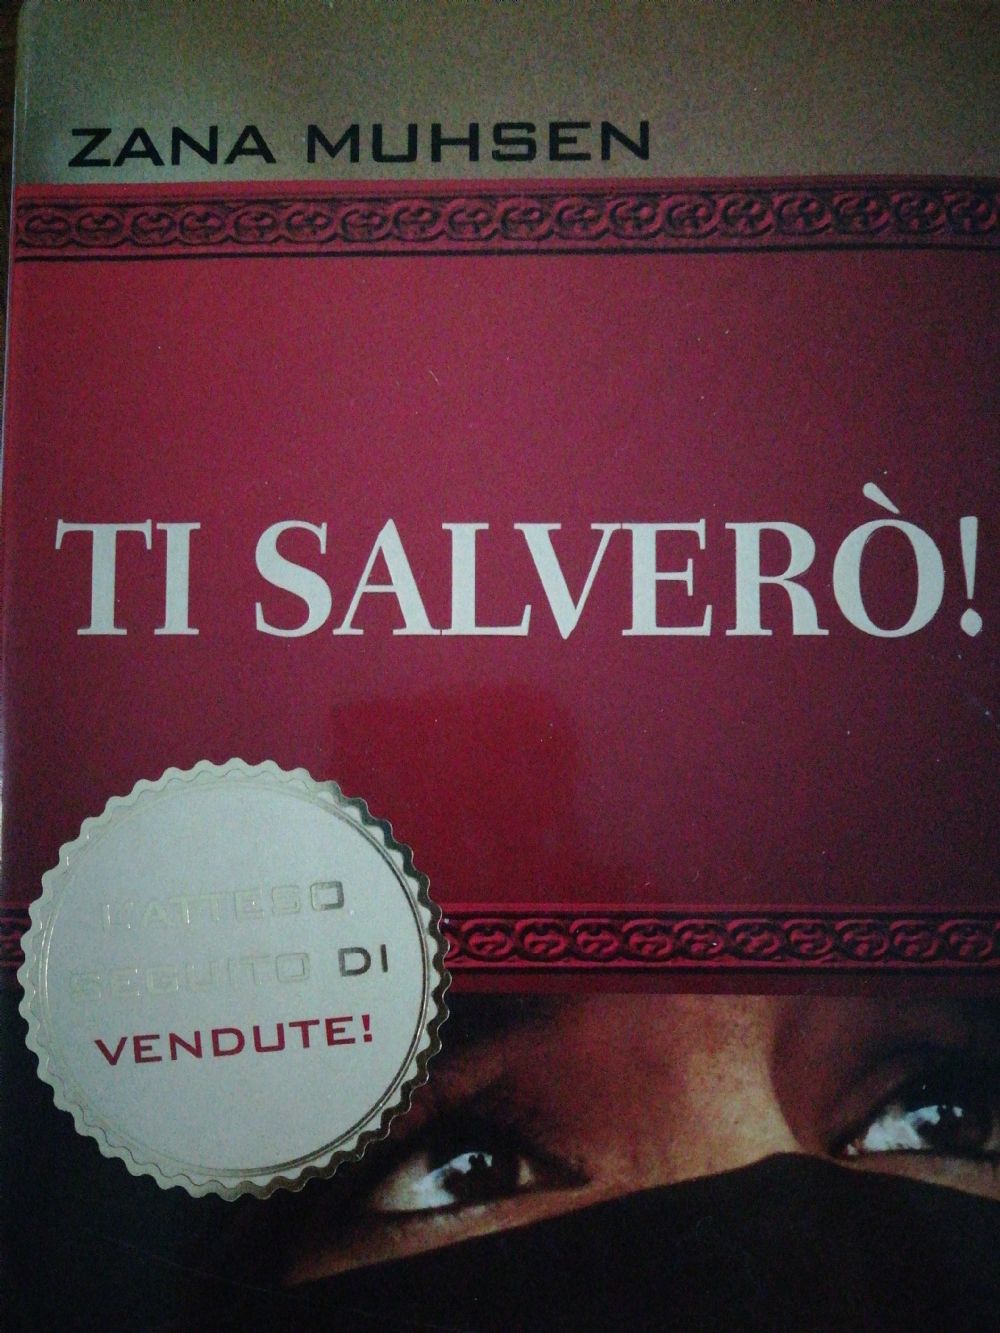 ZANA MUHSEN
TI SALVERÒ!
L'ATTESO
SEGUITO DI
VENDUTE!